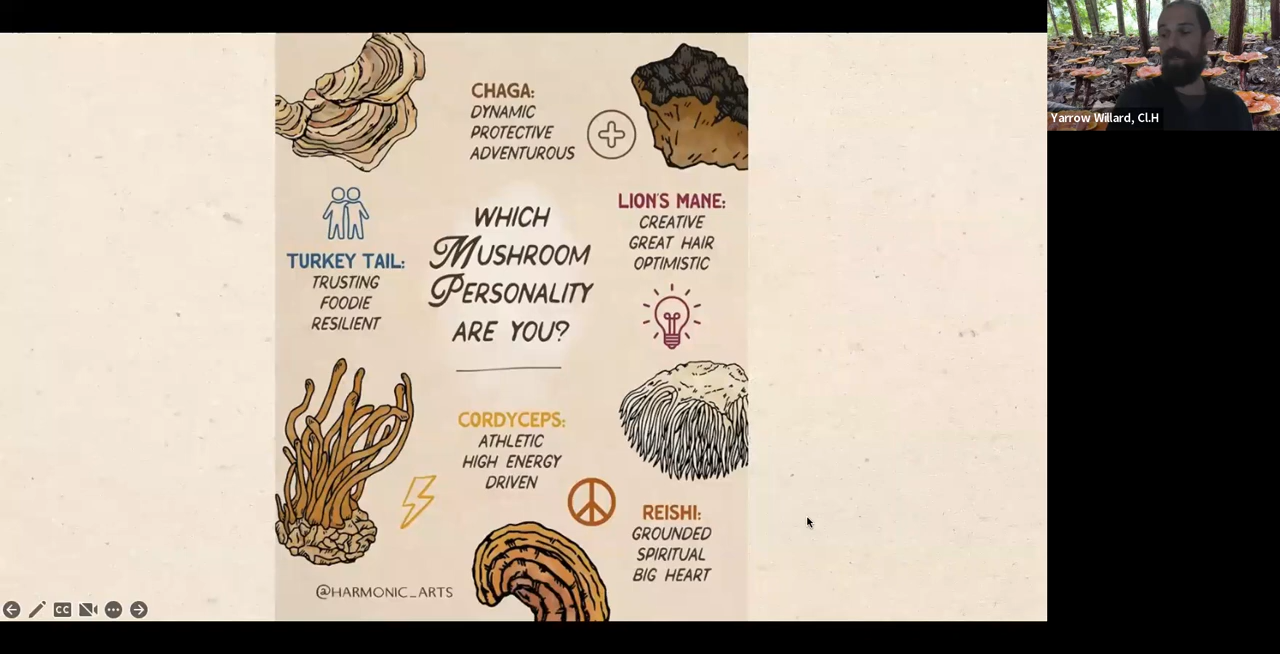 CHAGA:
DYNAMIC
PROTECTIVE
ADVENTUROUS
WHICH
MUSHROOM
PERSONALITY
ARE YOU?
TURKEY TAIL:
TRUSTING
FOODIE
RESILIENT
LION'S MANE:
CREATIVE
GREAT HAIR
OPTIMISTIC
CORDYCEPS:
ATHLETIC
HIGH ENERGY
DRIVEN
REISHI:
GROUNDED
SPIRITUAL
BIG HEART
@HARMONIC_ARTS
CC
Yarrow Willard, Cl.H